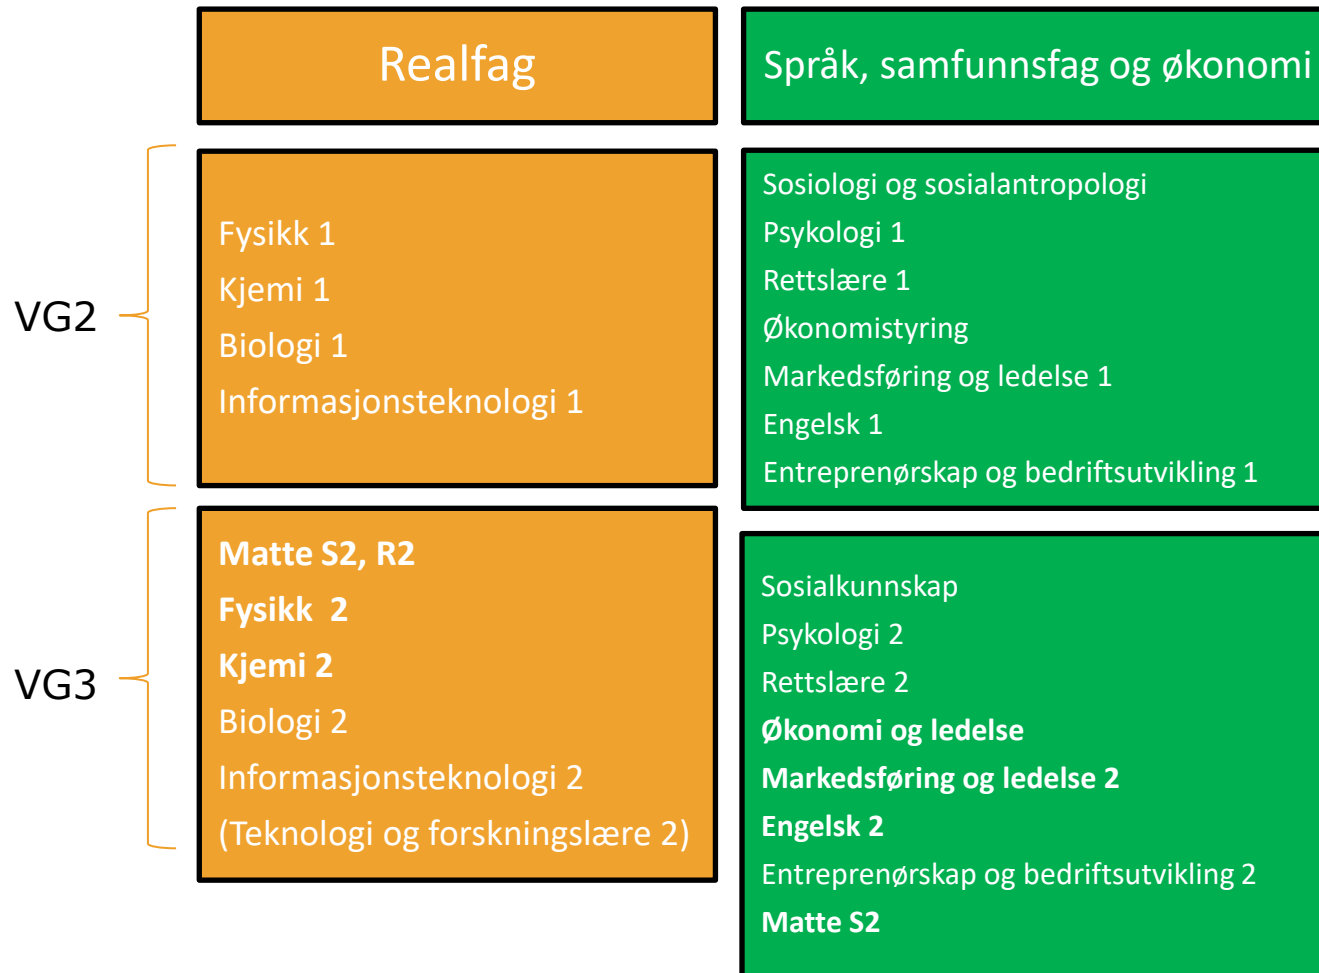 Realfag
Språk, samfunnsfag og økonomi
VG2
Fysikk 1
Kjemi 1
Biologi 1
Informasjonsteknologi 1
Sosiologi og sosialantropologi
Psykologi 1
Rettslære 1
Økonomistyring
Markedsføring og ledelse 1
Engelsk 1
Entreprenørskap og bedriftsutvikling 1
VG3
Matte S2, R2
Fysikk 2
Kjemi 2
Biologi 2
Informasjonsteknologi 2
(Teknologi og forskningslære 2)
Sosialkunnskap
Psykologi 2
Rettslære 2
Økonomi og ledelse
Markedsføring og ledelse 2
Engelsk 2
Entreprenørskap og bedriftsutvikling 2
Matte S2